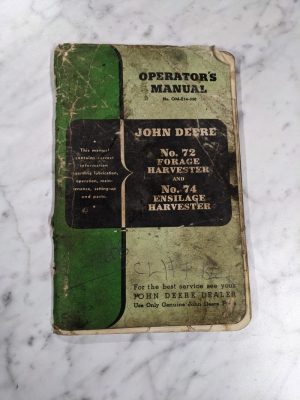 OPERATOR'S
MANUAL
JOHN DEERE
No. 72
FORAGE
HARVESTER
AND
No. 74
ENSILAGE
HARVESTER
This manual
contains correct
information
regarding lubrication,
operation, main-
tenance, setting-up
and parts.
For the best service see your
JOHN DEERE DEALER
Use Only Genuine John Deere